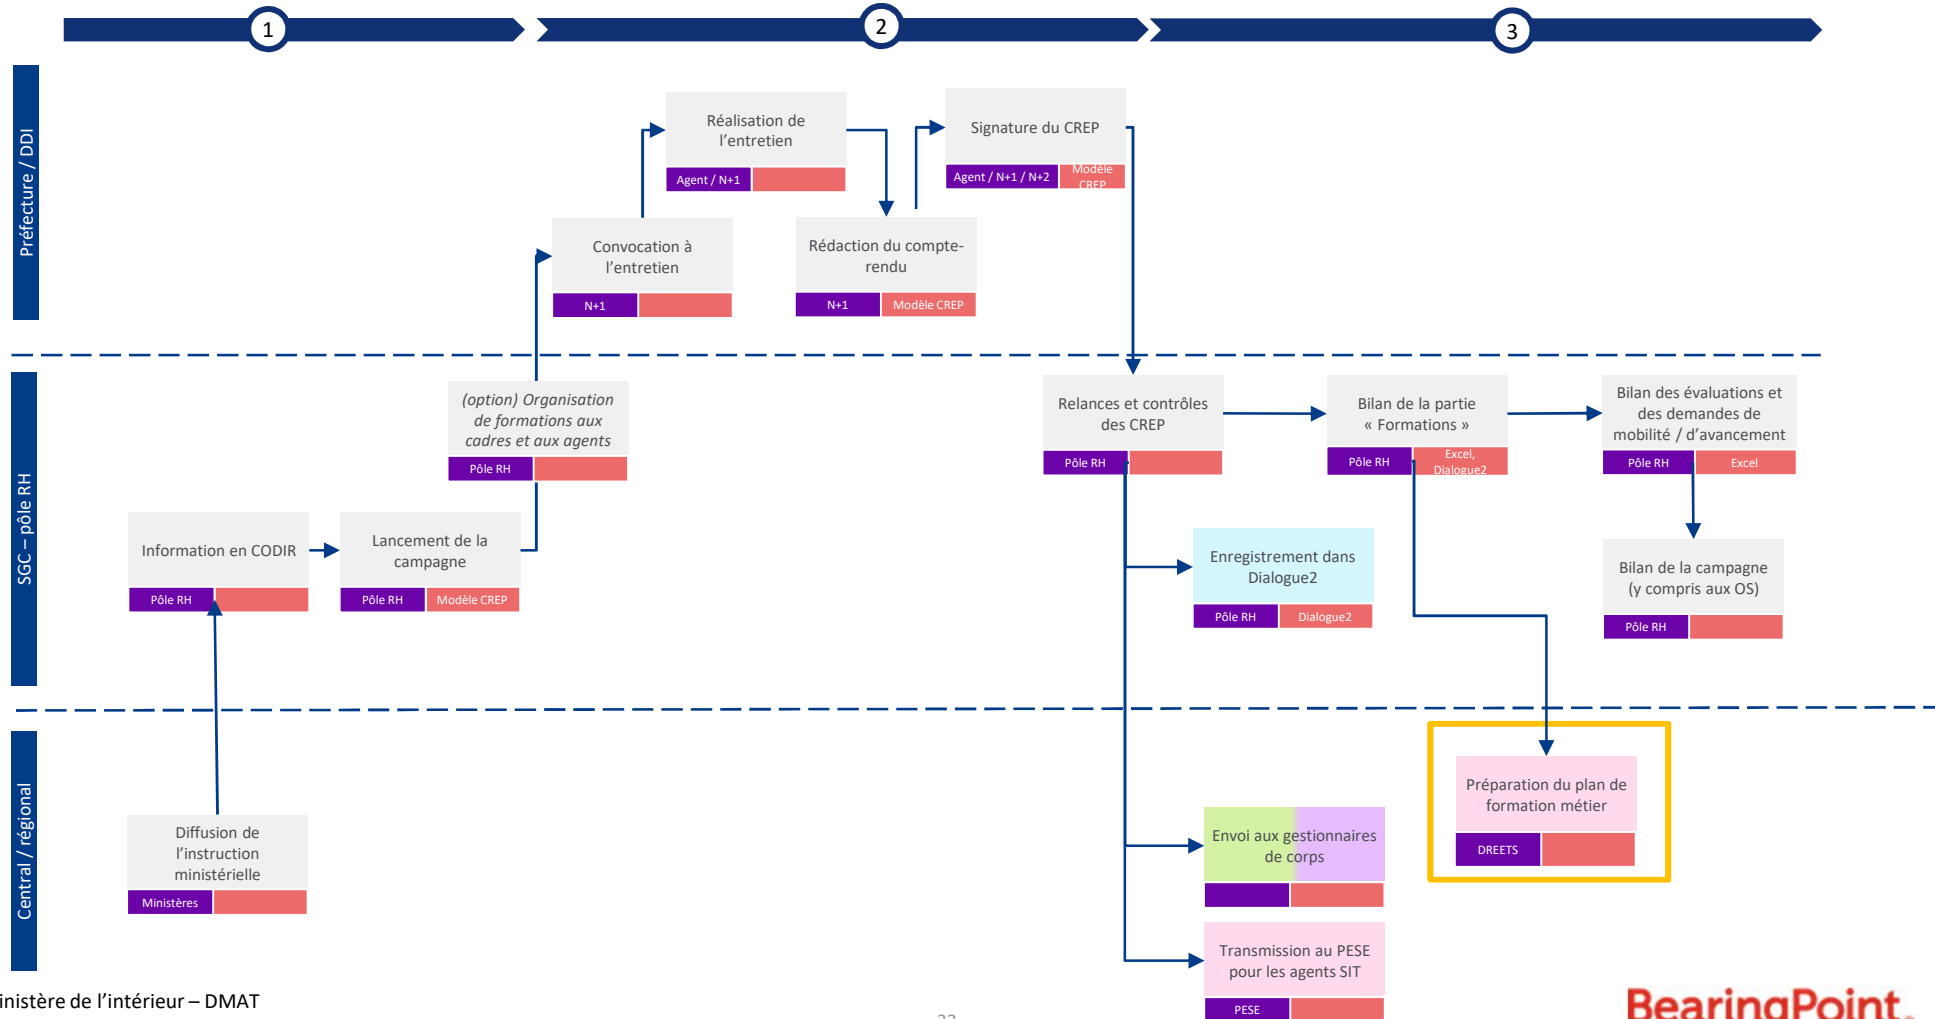 1
2
3
Préfecture / DDI
Réalisation de
l’entretien
Agent / N+1
Signature du CREP
Agent / N+1 / N+2
Modèle
CREP
Convocation à
l’entretien
N+1
Rédaction du compte-
rendu
N+1
Modèle CREP
SGC – pôle RH
(option) Organisation
de formations aux
cadres et aux agents
Pôle RH
Relances et contrôles
des CREP
Pôle RH
Bilan de la partie
« Formations »
Pôle RH
Excel,
Dialogue2
Bilan des évaluations et
des demandes de
mobilité / d’avancement
Pôle RH
Excel
Information en CODIR
Pôle RH
Lancement de la
campagne
Pôle RH
Modèle CREP
Enregistrement dans
Dialogue2
Pôle RH
Dialogue2
Bilan de la campagne
(y compris aux OS)
Pôle RH
Central / régional
Diffusion de
l’instruction
ministérielle
Ministères
Envoi aux gestionnaires
de corps
Préparation du plan de
formation métier
DREETS
Transmission au PESE
pour les agents SIT
PESE
inistère de l’intérieur – DMAT
BearingPoint.